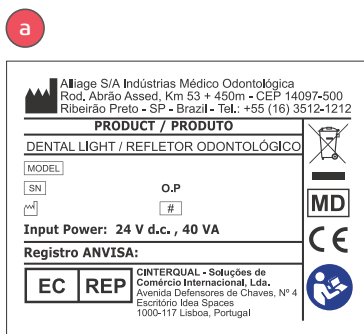 a
Aliage S/A Indústrias Médico Odontológica
Rod. Abrão Assed, Km 53 + 450m - CEP 14097-500
Ribeirão Preto - SP - Brazil - Tel.: +55 (16) 3512-1212
PRODUCT / PRODUTO
DENTAL LIGHT / REFLETOR ODONTOLÓGICO
MODEL
SN O.P
#
Input Power: 24 V d.c. , 40 VA
Registro ANVISA:
MD
CE
EC REP
CINTERQUAL - Soluções de
Comércio Internacional, Lda.
Avenida Defensores de Chaves, Nº 4
Escritório Idea Spaces
1000-117 Lisboa, Portugal